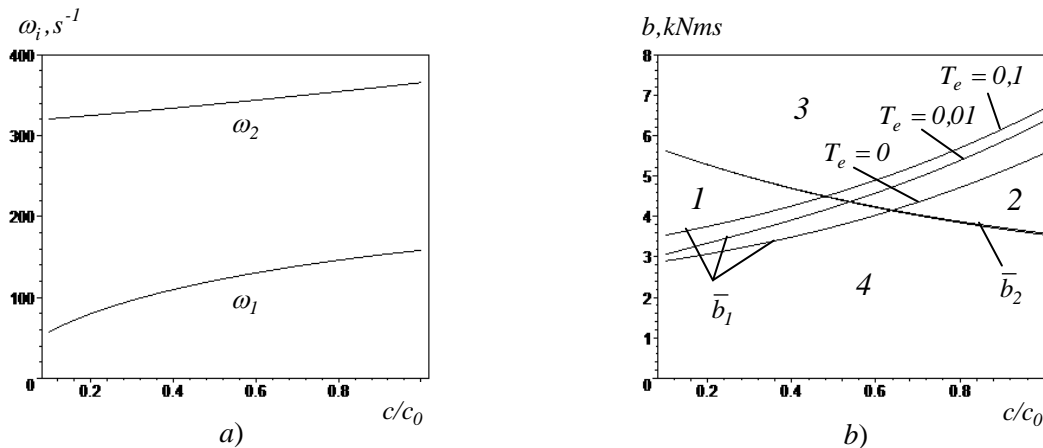 ω_i, s^-1
400
300
200
100
0
0.2
0.4
0.6
0.8
c/c_0
ω_2
ω_1
a)
b, kNms
8
7
6
5
4
3
2
1
0
0.2
0.4
0.6
0.8
c/c_0
T_e = 0,1
T_e = 0,01
T_e = 0
3
1
2
4
b̅_1
b̅_2
b)